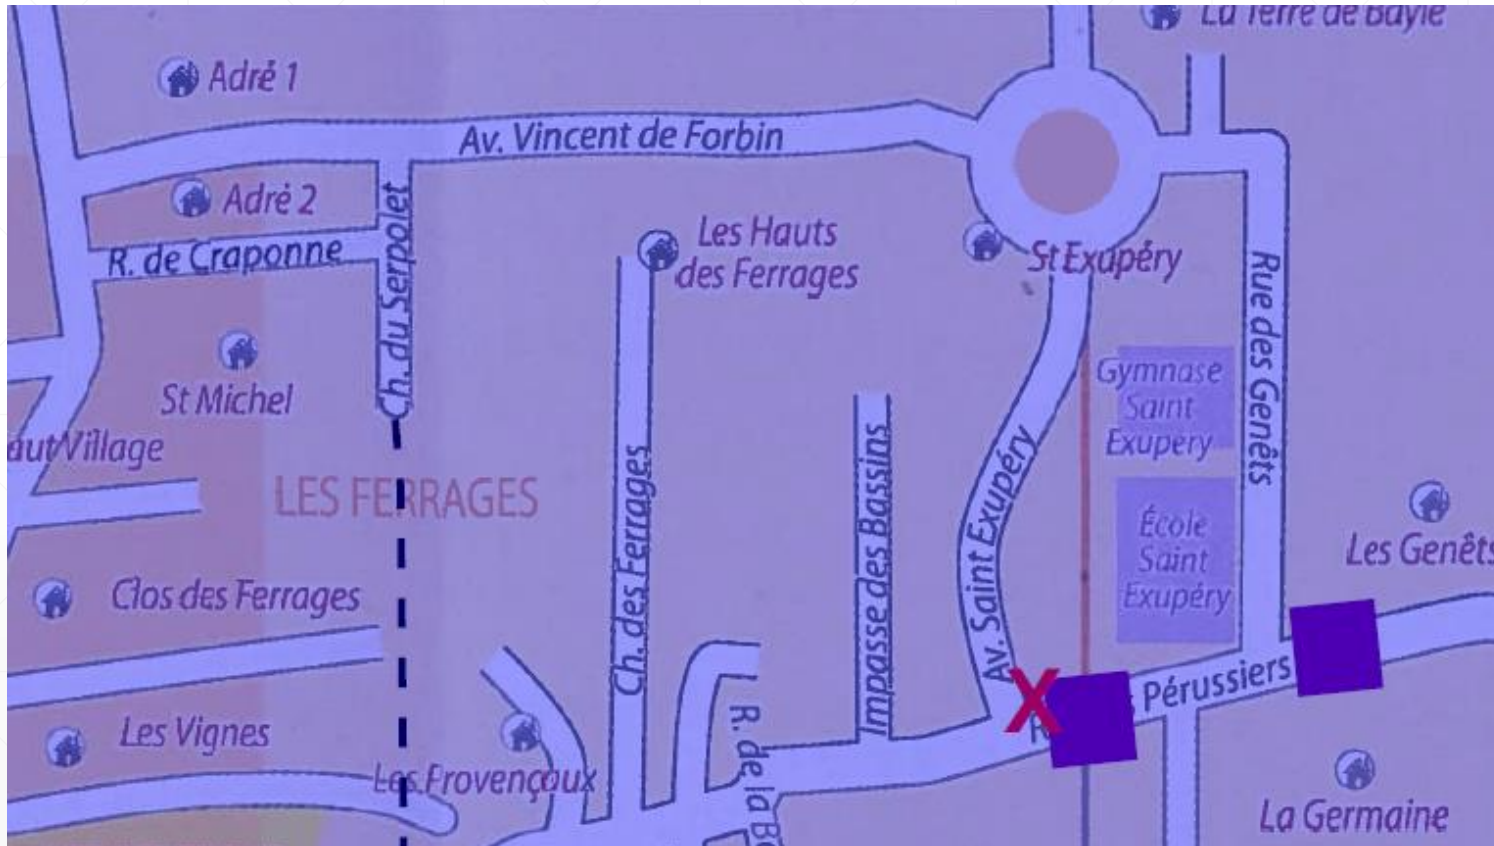 La Terre de Bayle
Adré 1
Av. Vincent de Forbin
Adré 2
R. de Craponne
Ch. du Serpolet
Les Hauts
des Ferrages
St Exupéry
Rue des Genêts
St Michel
Gymnase
Saint
Exupery
Village
LES FERRAGES
Ch. des Ferrages
Impasse des Bassins
Av. Saint Exupéry
École
Saint
Exupéry
Les Genêts
Clos des Ferrages
X
Pérussiers
Les Vignes
R. de la
Les Provençaux
La Germaine